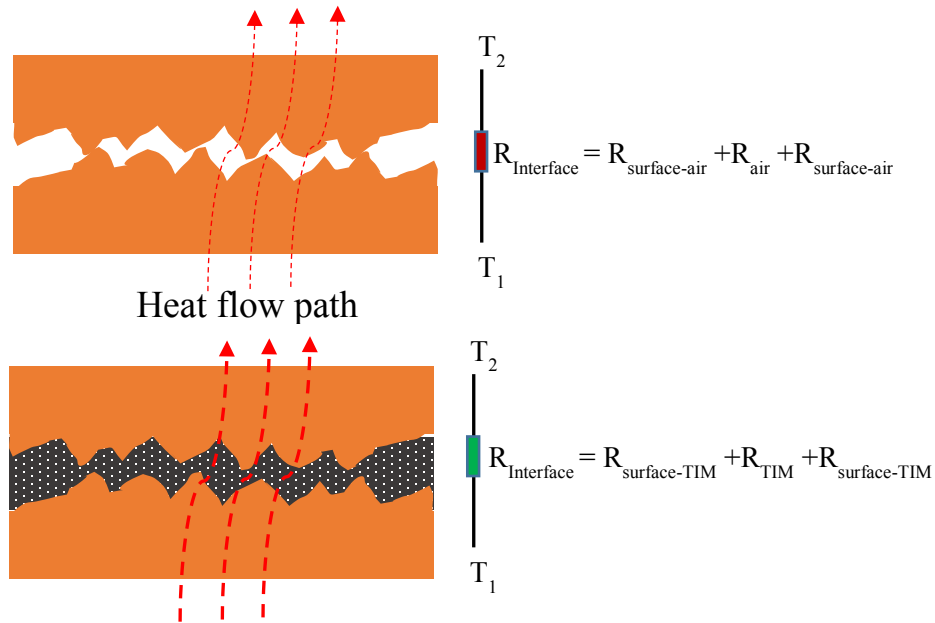 T2
RInterface = Rsurface-air +Rair +Rsurface-air
T1
Heat flow path
T2
RInterface = Rsurface-TIM +RTIM +Rsurface-TIM
T1